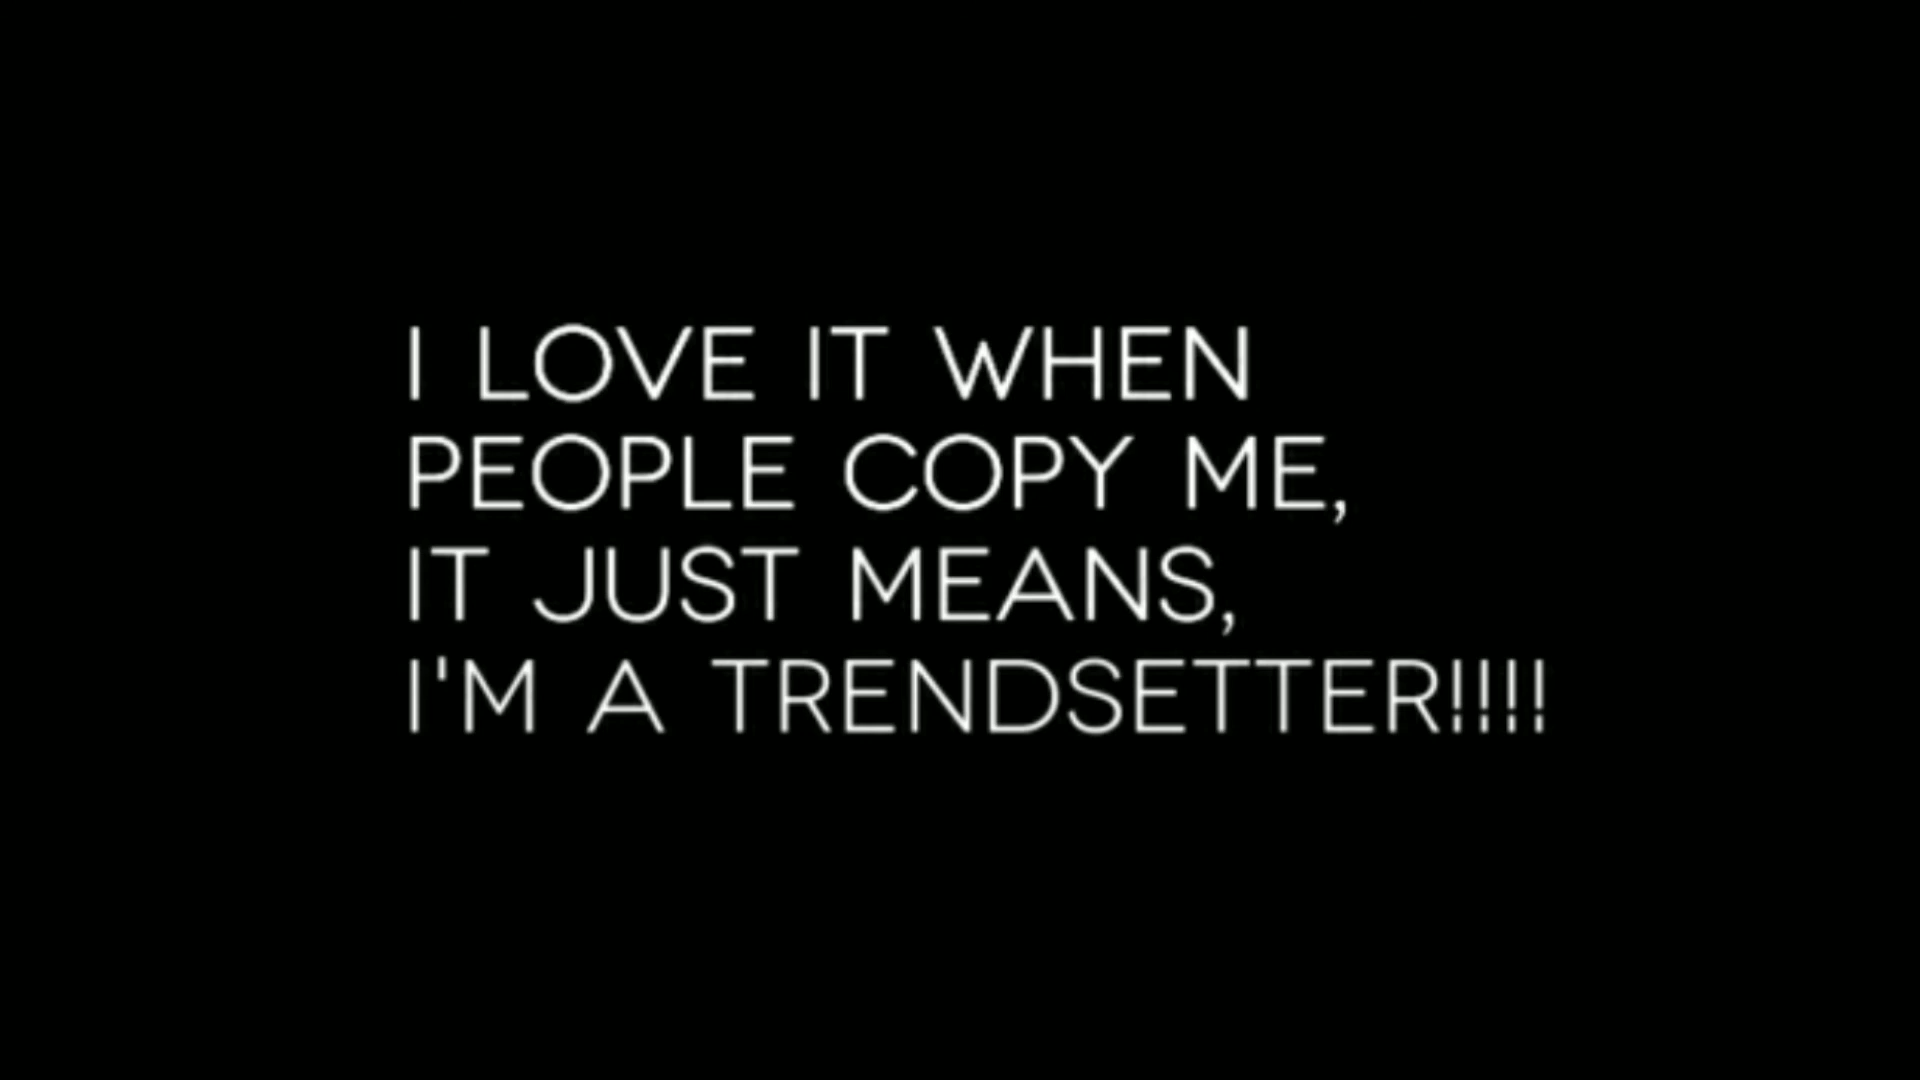 I LOVE IT WHEN
PEOPLE COPY ME,
IT JUST MEANS,
I'M A TRENDSETTER!!!!